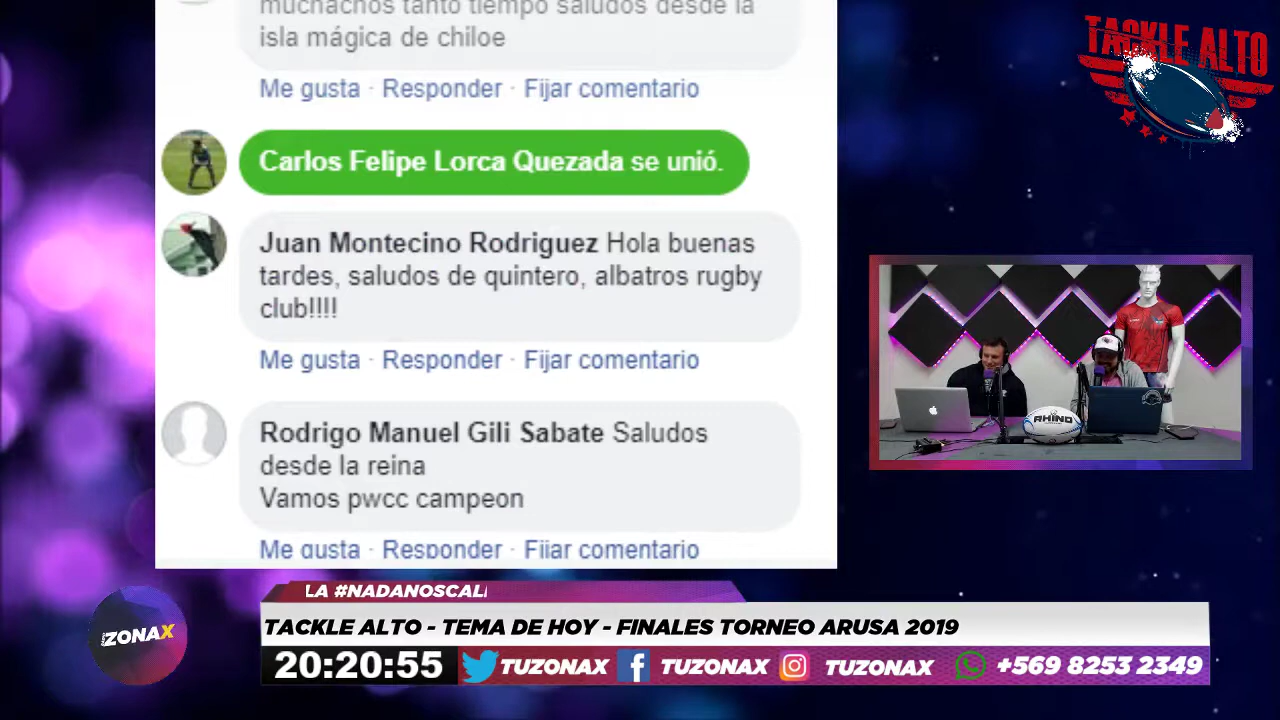 muchachos tanto tiempo saludos desde la
isla mágica de chiloe
Me gusta · Responder · Fijar comentario
Carlos Felipe Lorca Quezada se unió.
Juan Montecino Rodriguez Hola buenas
tardes, saludos de quintero, albatros rugby
club!!!!
Me gusta · Responder · Fijar comentario
Rodrigo Manuel Gili Sabate Saludos
desde la reina
Vamos pwcc campeon
Me gusta · Responder · Fijar comentario
TACKLE ALTO
RHINO
LA #NADANOSCAL
ZONAX
TACKLE ALTO - TEMA DE HOY - FINALES TORNEO ARUSA 2019
20:20:55 TUZONAX TUZONAX TUZONAX +569 8253 2349